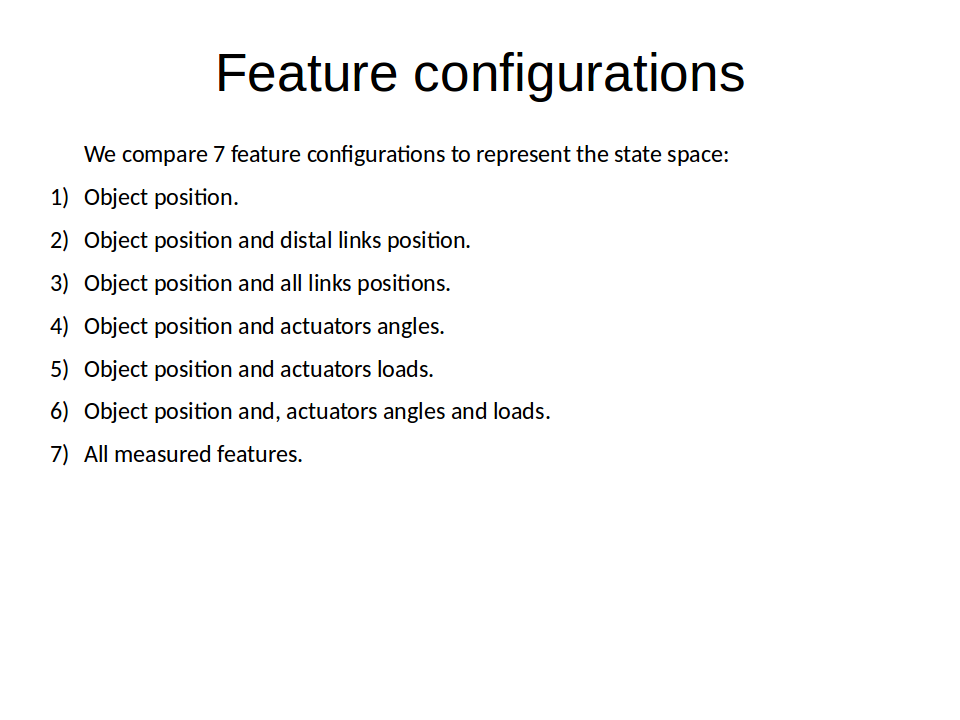 Feature configurations
We compare 7 feature configurations to represent the state space:
1) Object position.
2) Object position and distal links position.
3) Object position and all links positions.
4) Object position and actuators angles.
5) Object position and actuators loads.
6) Object position and, actuators angles and loads.
7) All measured features.